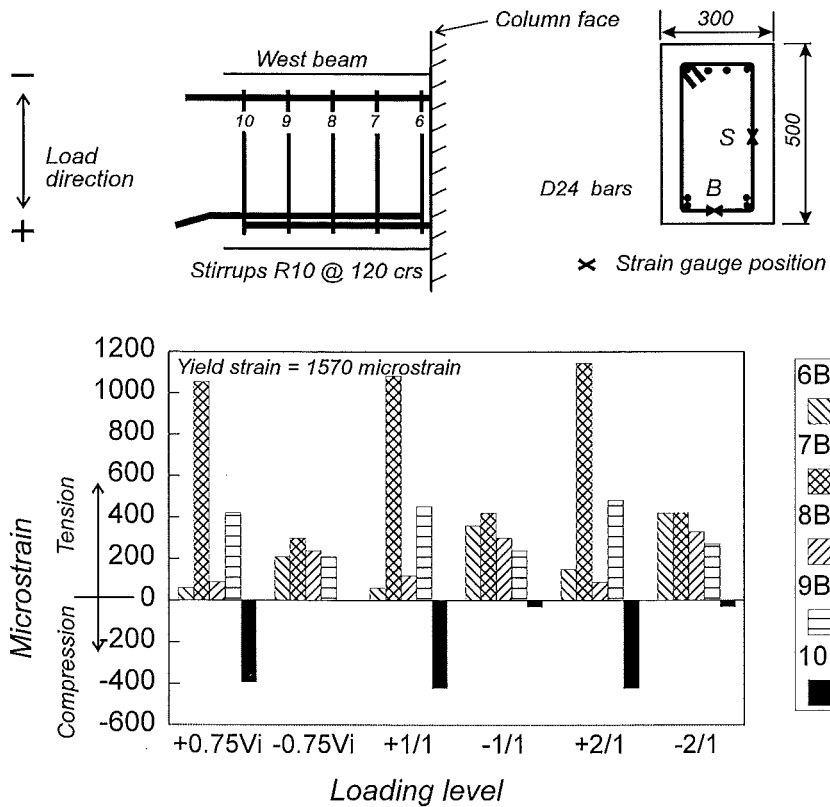 Column face
300
West beam
10 9 8 7 6
Load
direction
S
500
D24 bars
B
Stirrups R10 @ 120 crs
Strain gauge position
Yield strain = 1570 microstrain
1200
1000
800
600
400
200
0
-200
-400
-600
Microstrain
Tension
Compression
+0.75Vi -0.75Vi +1/1 -1/1 +2/1 -2/1
Loading level
6B
7B
8B
9B
10